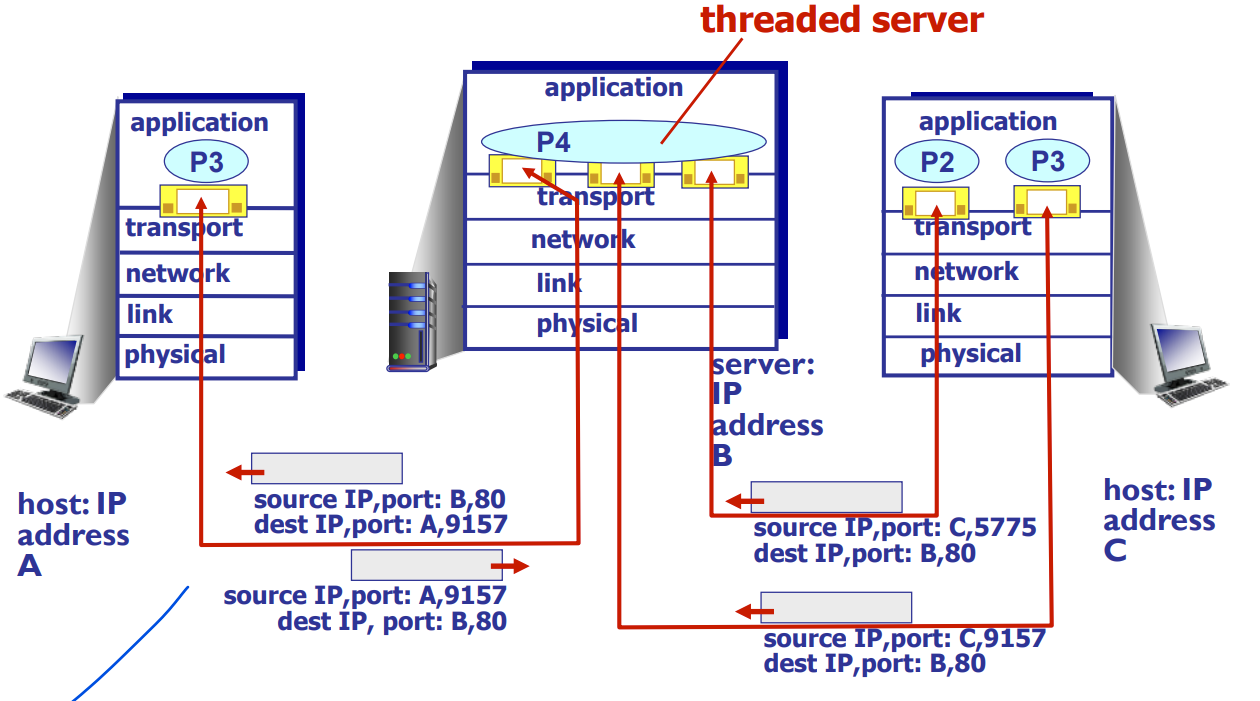 threaded server
application
P3
transport
network
link
physical
application
P4
transport
network
link
physical
application
P2
P3
transport
network
link
physical
server:
IP
address
B
host: IP
address
A
source IP,port: B,80
dest IP,port: A,9157
source IP,port: A,9157
dest IP, port: B,80
source IP,port: C,5775
dest IP,port: B,80
source IP,port: C,9157
dest IP,port: B,80
host: IP
address
C